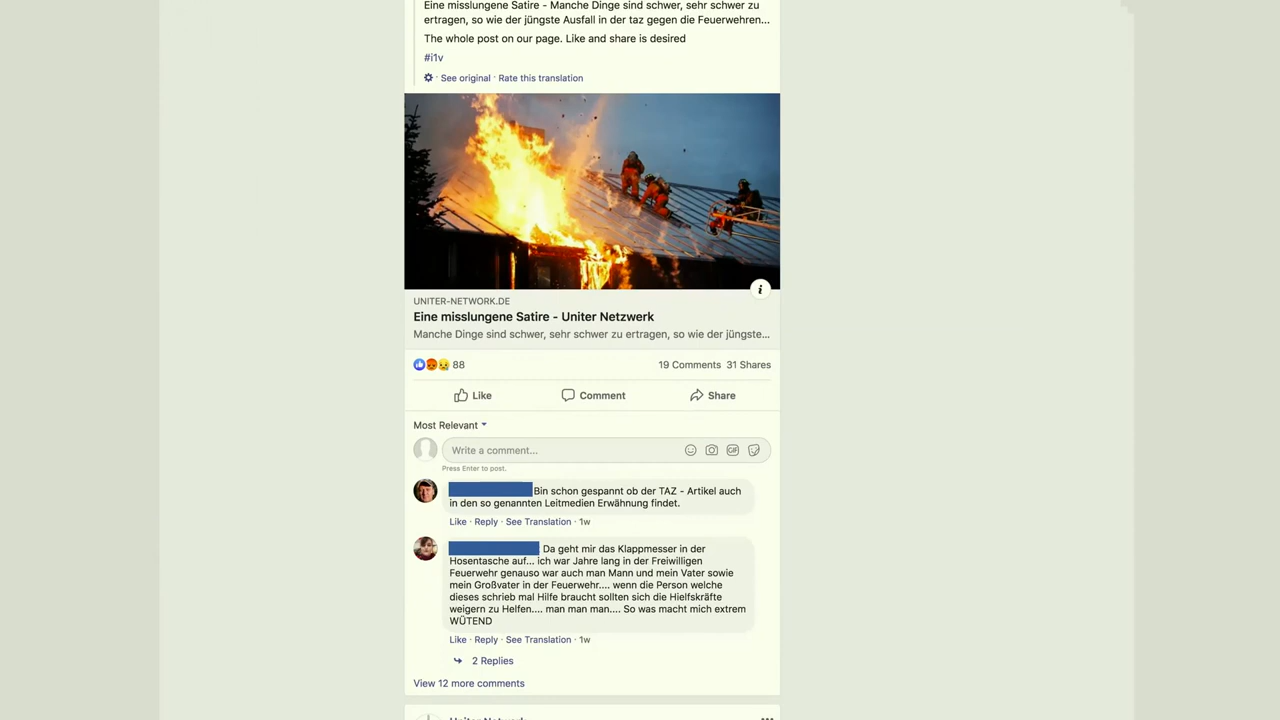 Eine misslungene Satire - Manche Dinge sind schwer, sehr schwer zu
ertragen, so wie der jüngste Ausfall in der taz gegen die Feuerwehren...
The whole post on our page. Like and share is desired
#i1v
· See original · Rate this translation
i
UNITER-NETWORK.DE
Eine misslungene Satire - Uniter Netzwerk
Manche Dinge sind schwer, sehr schwer zu ertragen, so wie der jüngste...
88
19 Comments 31 Shares
Like Comment Share
Most Relevant
Write a comment...
GIF
Press Enter to post.
Bin schon gespannt ob der TAZ - Artikel auch
in den so genannten Leitmedien Erwähnung findet.
Like · Reply · See Translation · 1w
Da geht mir das Klappmesser in der
Hosentasche auf... ich war Jahre lang in der Freiwilligen
Feuerwehr genauso war auch man Mann und mein Vater sowie
mein Großvater in der Feuerwehr.... wenn die Person welche
dieses schrieb mal Hilfe braucht sollten sich die Hielfskräfte
weigern zu Helfen.... man man man.... So was macht mich extrem
WÜTEND
Like · Reply · See Translation · 1w
2 Replies
View 12 more comments
Uniter Network